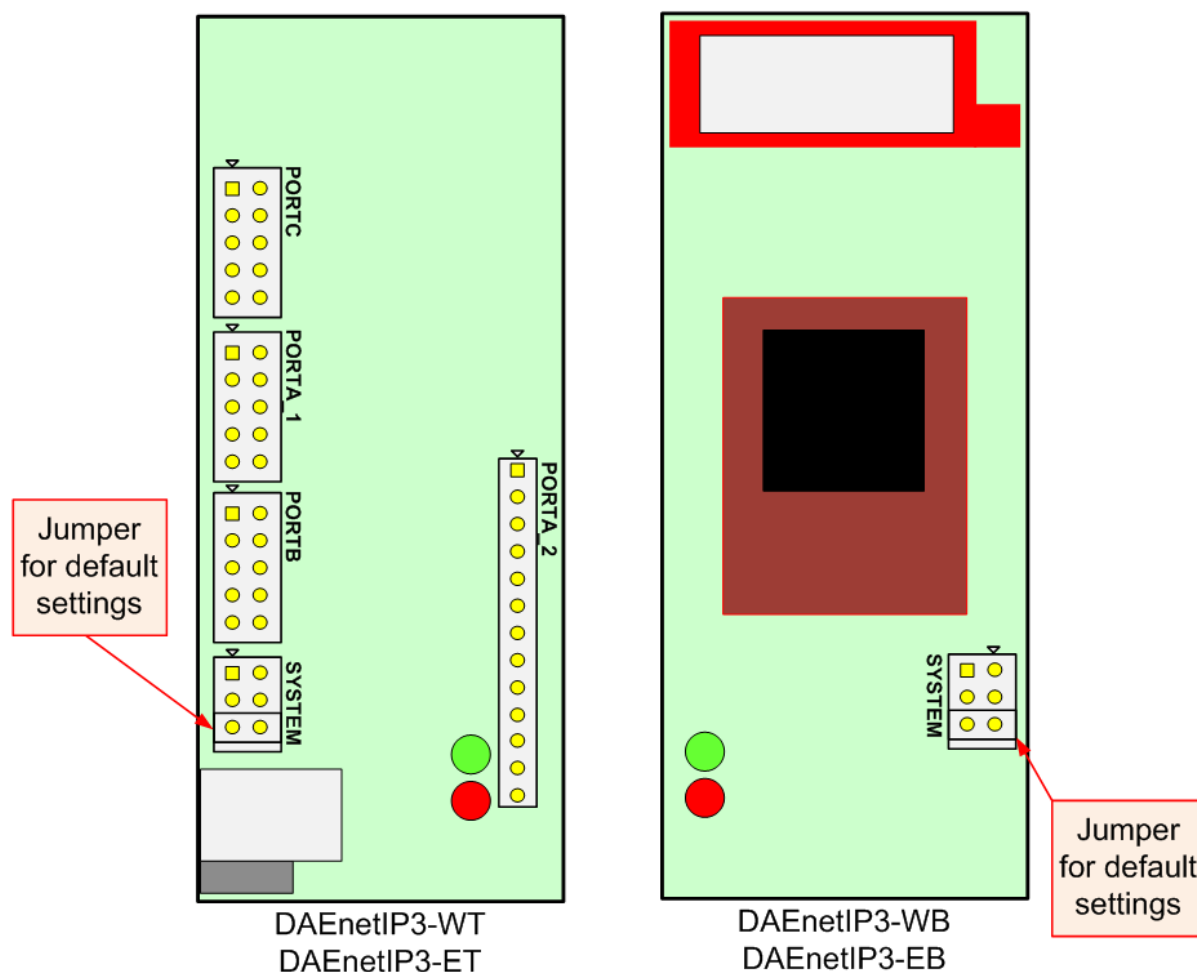 PORTC
PORTA_1
PORTB
SYSTEM
PORTA_2
Jumper
for default
settings
DAEnetIP3-WT
DAEnetIP3-ET
SYSTEM
Jumper
for default
settings
DAEnetIP3-WB
DAEnetIP3-EB